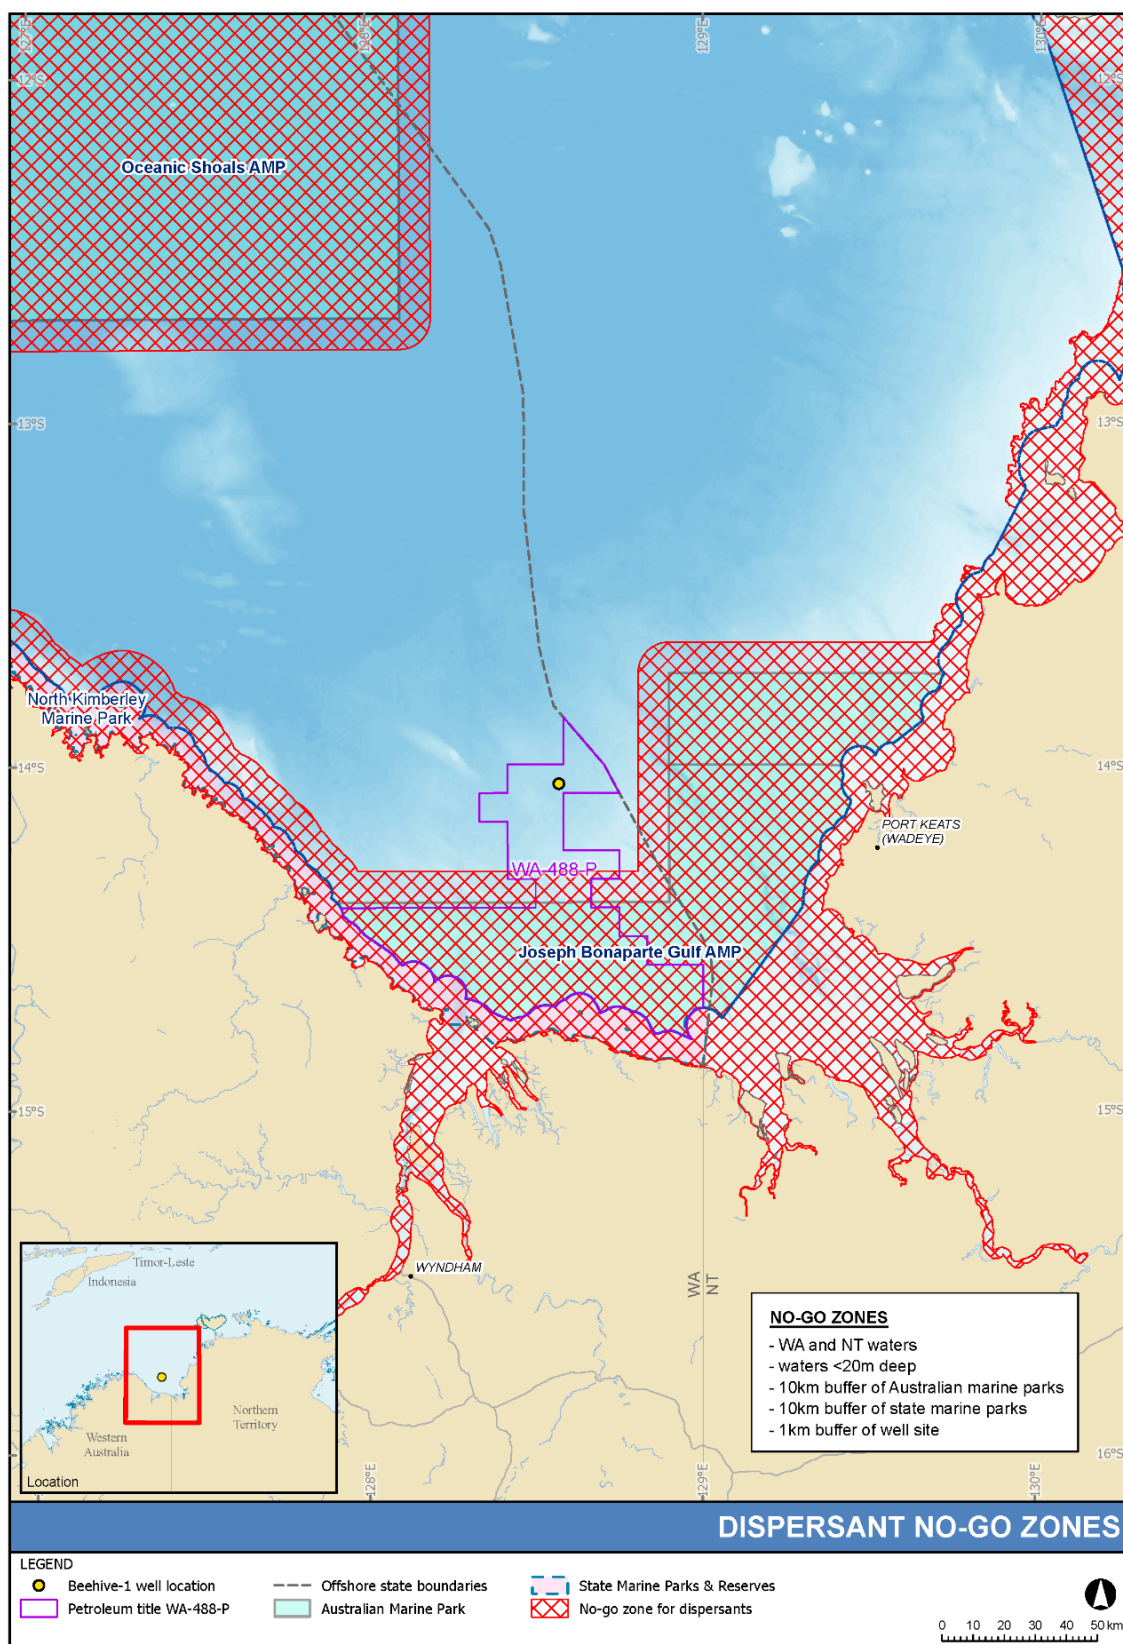 127°E
128°E
129°E
130°E
12°S
12°S
Oceanic Shoals AMP
13°S
13°S
North Kimberley
Marine Park
14°S
14°S
PORT KEATS
(WADEYE)
WA-488-P
Joseph Bonaparte Gulf AMP
15°S
15°S
WYNDHAM
WA
NT
Timor-Leste
Indonesia
Northern
Territory
Western
Australia
Location
NO-GO ZONES
- WA and NT waters
- waters <20m deep
- 10km buffer of Australian marine parks
- 10km buffer of state marine parks
- 1km buffer of well site
16°S
128°E
129°E
130°E
DISPERSANT NO-GO ZONES
LEGEND
Beehive-1 well location
Offshore state boundaries
State Marine Parks & Reserves
Petroleum title WA-488-P
Australian Marine Park
No-go zone for dispersants
0 10 20 30 40 50 km